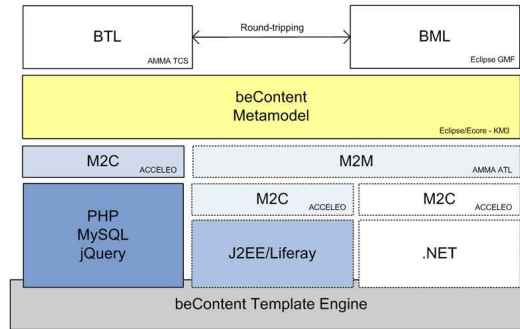 BTL
AMMA TCS
Round-tripping
BML
Eclipse GMF
beContent
Metamodel
Eclipse/Ecore - KM3
M2C
ACCELEO
M2M
AMMA ATL
PHP
MySQL
jQuery
M2C
ACCELEO
M2C
ACCELEO
J2EE/Liferay
.NET
beContent Template Engine